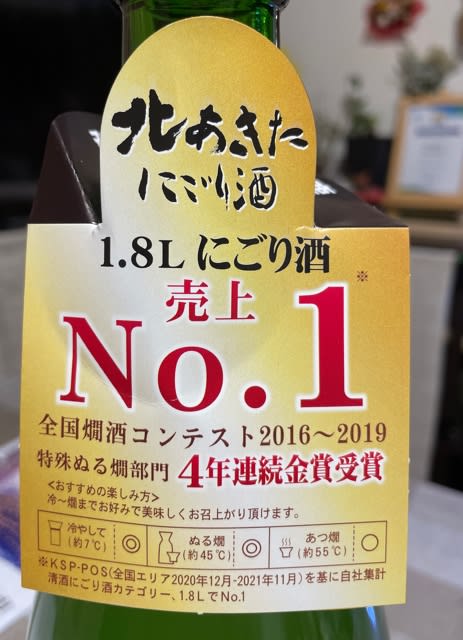 北あきた
にごり酒
1.8L にごり酒
売上
No.1※
全国燗酒コンテスト2016～2019
特殊ぬる燗部門 4年連続金賞受賞
<おすすめの楽しみ方>
冷～燗までお好みで美味しくお召上がり頂けます。
冷やして(約7℃) ◎ ぬる燗(約45℃) ◎ あつ燗(約55℃) ○
※KSP-POS(全国エリア2020年12月-2021年11月)を基に自社集計
清酒にごり酒カテゴリー、1.8LでNo.1